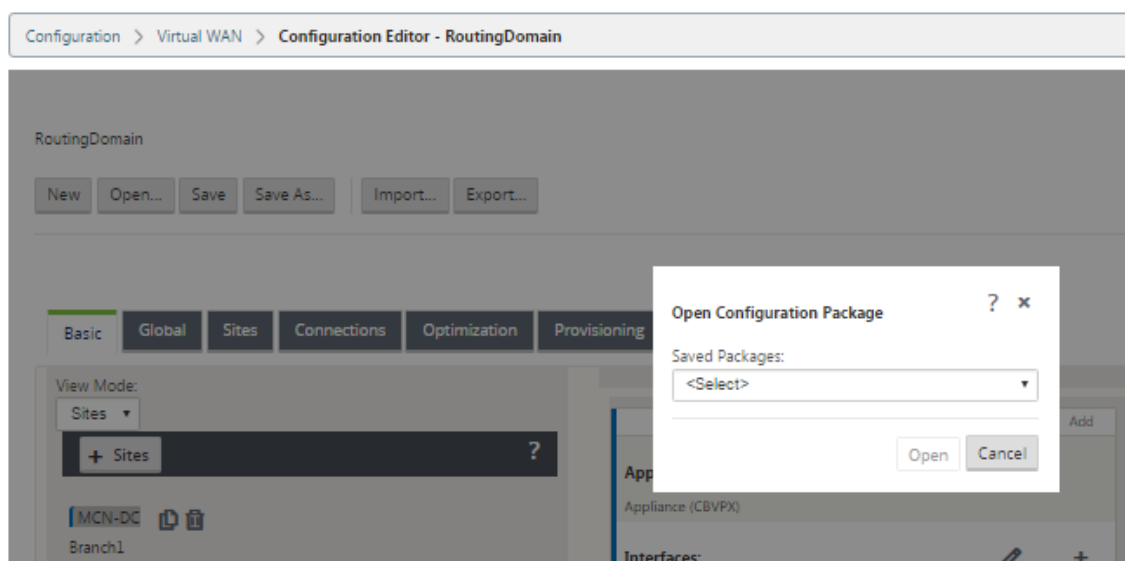 Configuration > Virtual WAN > Configuration Editor - RoutingDomain
RoutingDomain
New Open... Save Save As... Import... Export...
Open Configuration Package ? ×
Basic Global Sites Connections Optimization Provisioning
Saved Packages:
<Select>
View Mode:
Sites
Add
+ Sites ?
Open Cancel
App
Appliance (CBVPX)
MCN-DC
Branch1
Interfaces: +